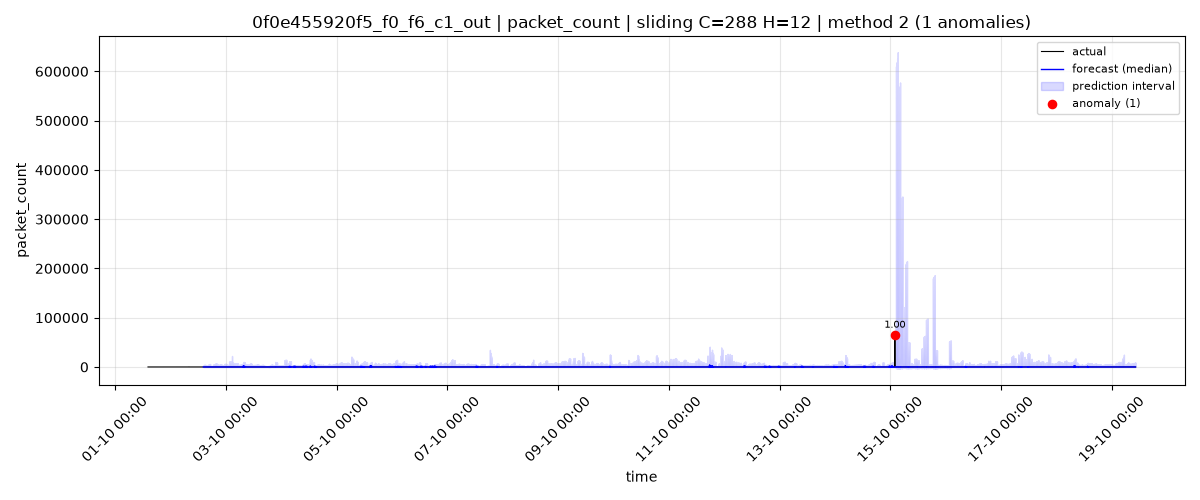 0f0e455920f5_f0_f6_c1_out | packet_count | sliding C=288 H=12 | method 2 (1 anomalies)
actual
forecast (median)
prediction interval
anomaly (1)
packet_count
600000
500000
400000
300000
200000
100000
0
1.00
01-10 00:00
03-10 00:00
05-10 00:00
07-10 00:00
09-10 00:00
11-10 00:00
13-10 00:00
15-10 00:00
17-10 00:00
19-10 00:00
time